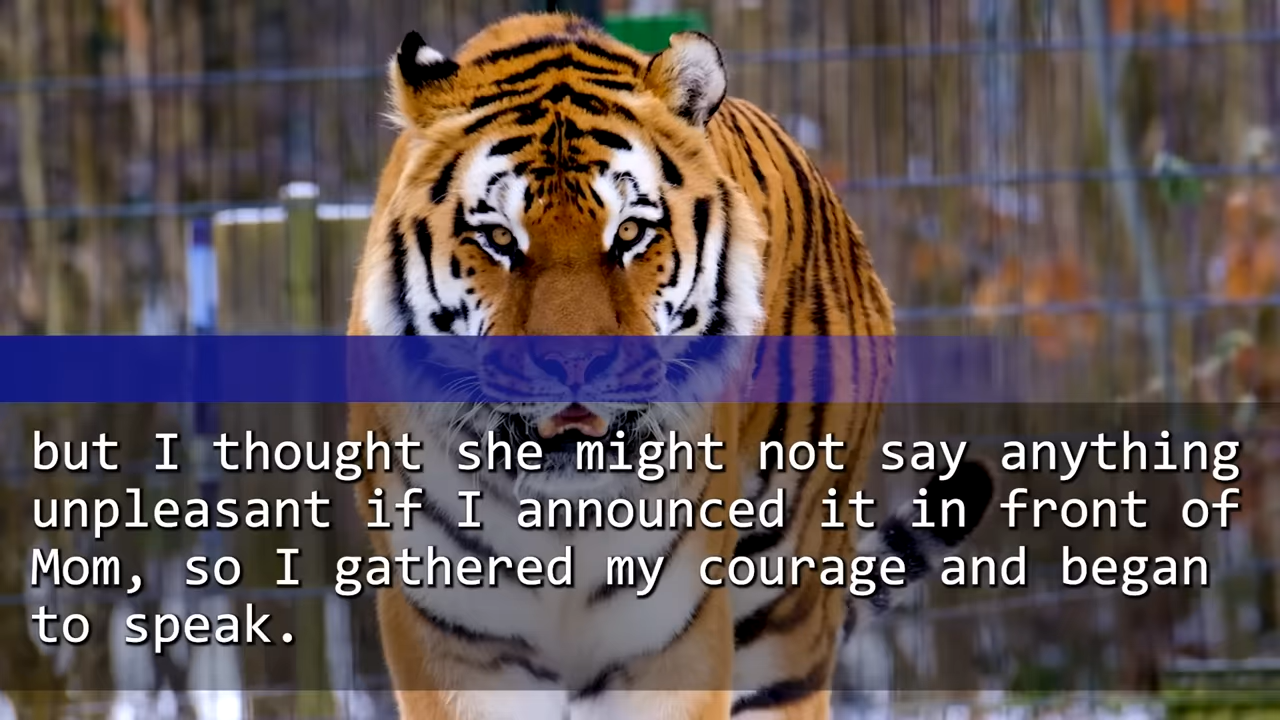 but I thought she might not say anything
unpleasant if I announced it in front of
Mom, so I gathered my courage and began
to speak.